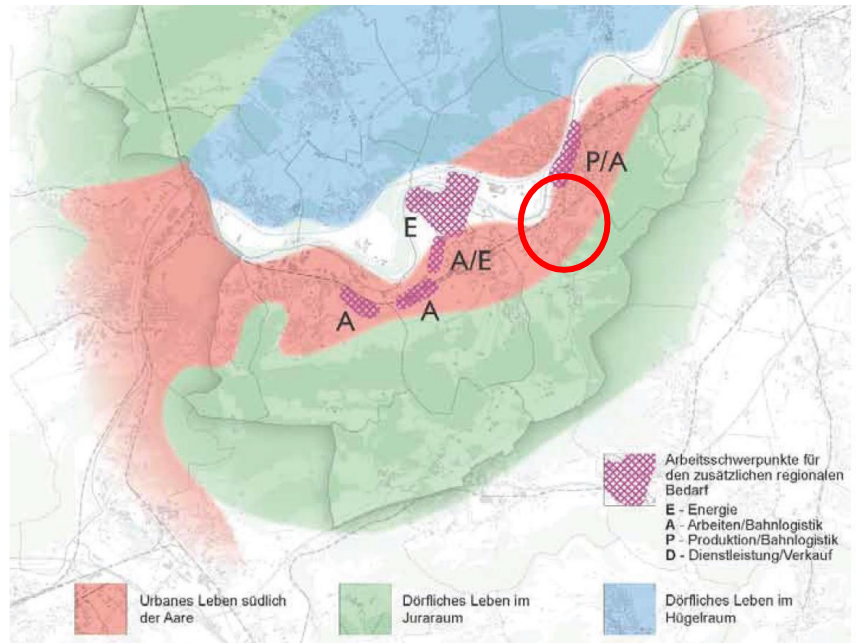 P/A
E
A/E
A
A
Arbeitsschwerpunkte für
den zusätzlichen regionalen
Bedarf
E - Energie
A - Arbeiten/Bahnlogistik
P - Produktion/Bahnlogistik
D - Dienstleistung/Verkauf
Urbanes Leben südlich
der Aare
Dörfliches Leben im
Juraraum
Dörfliches Leben im
Hügelraum